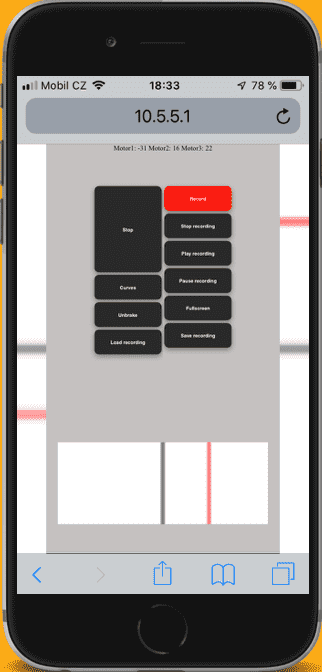 Mobil CZ 18:33 78 %
10.5.5.1
Motor1: -31 Motor2: 16 Motor3: 22
Stop
Curves
Unbrake
Load recording
Record
Stop recording
Play recording
Pause recording
Fullscreen
Save recording